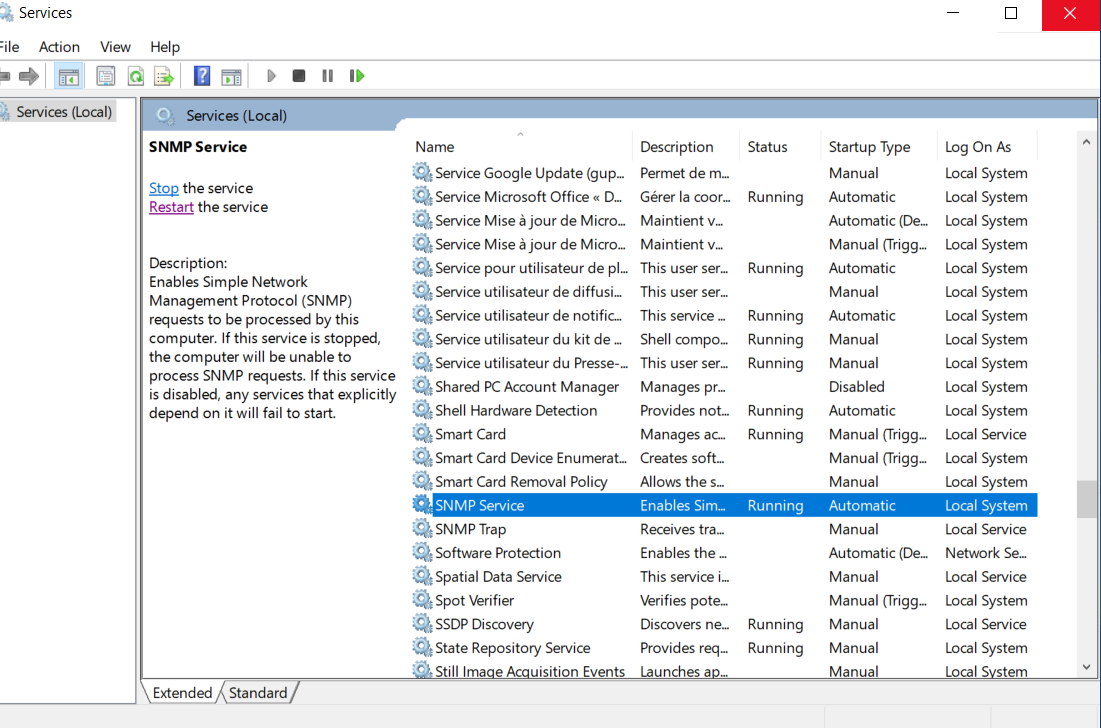 Services
File Action View Help
Services (Local)
Services (Local)
SNMP Service
Stop the service
Restart the service
Description:
Enables Simple Network
Management Protocol (SNMP)
requests to be processed by this
computer. If this service is stopped,
the computer will be unable to
process SNMP requests. If this service
is disabled, any services that explicitly
depend on it will fail to start.
Name Description Status Startup Type Log On As
Service Google Update (gup... Permet de m... Manual Local System
Service Microsoft Office « D... Gérer la coor... Running Automatic Local System
Service Mise à jour de Micro... Maintient v... Automatic (De... Local System
Service Mise à jour de Micro... Maintient v... Manual (Trigg... Local System
Service pour utilisateur de pl... This user ser... Running Automatic Local System
Service utilisateur de diffusi... This user ser... Manual Local System
Service utilisateur de notific... This service ... Running Automatic Local System
Service utilisateur du kit de ... Shell compo... Running Manual Local System
Service utilisateur du Presse-... This user ser... Running Manual Local System
Shared PC Account Manager Manages pr... Disabled Local System
Shell Hardware Detection Provides not... Running Automatic Local System
Smart Card Manages ac... Running Manual (Trigg... Local Service
Smart Card Device Enumerat... Creates soft... Manual (Trigg... Local System
Smart Card Removal Policy Allows the s... Manual Local System
SNMP Service Enables Sim... Running Automatic Local System
SNMP Trap Receives tra... Manual Local Service
Software Protection Enables the ... Automatic (De... Network Se...
Spatial Data Service This service i... Manual Local Service
Spot Verifier Verifies pote... Manual (Trigg... Local System
SSDP Discovery Discovers ne... Running Manual Local Service
State Repository Service Provides req... Running Manual Local System
Still Image Acquisition Events Launches ap... Manual Local System
Extended Standard